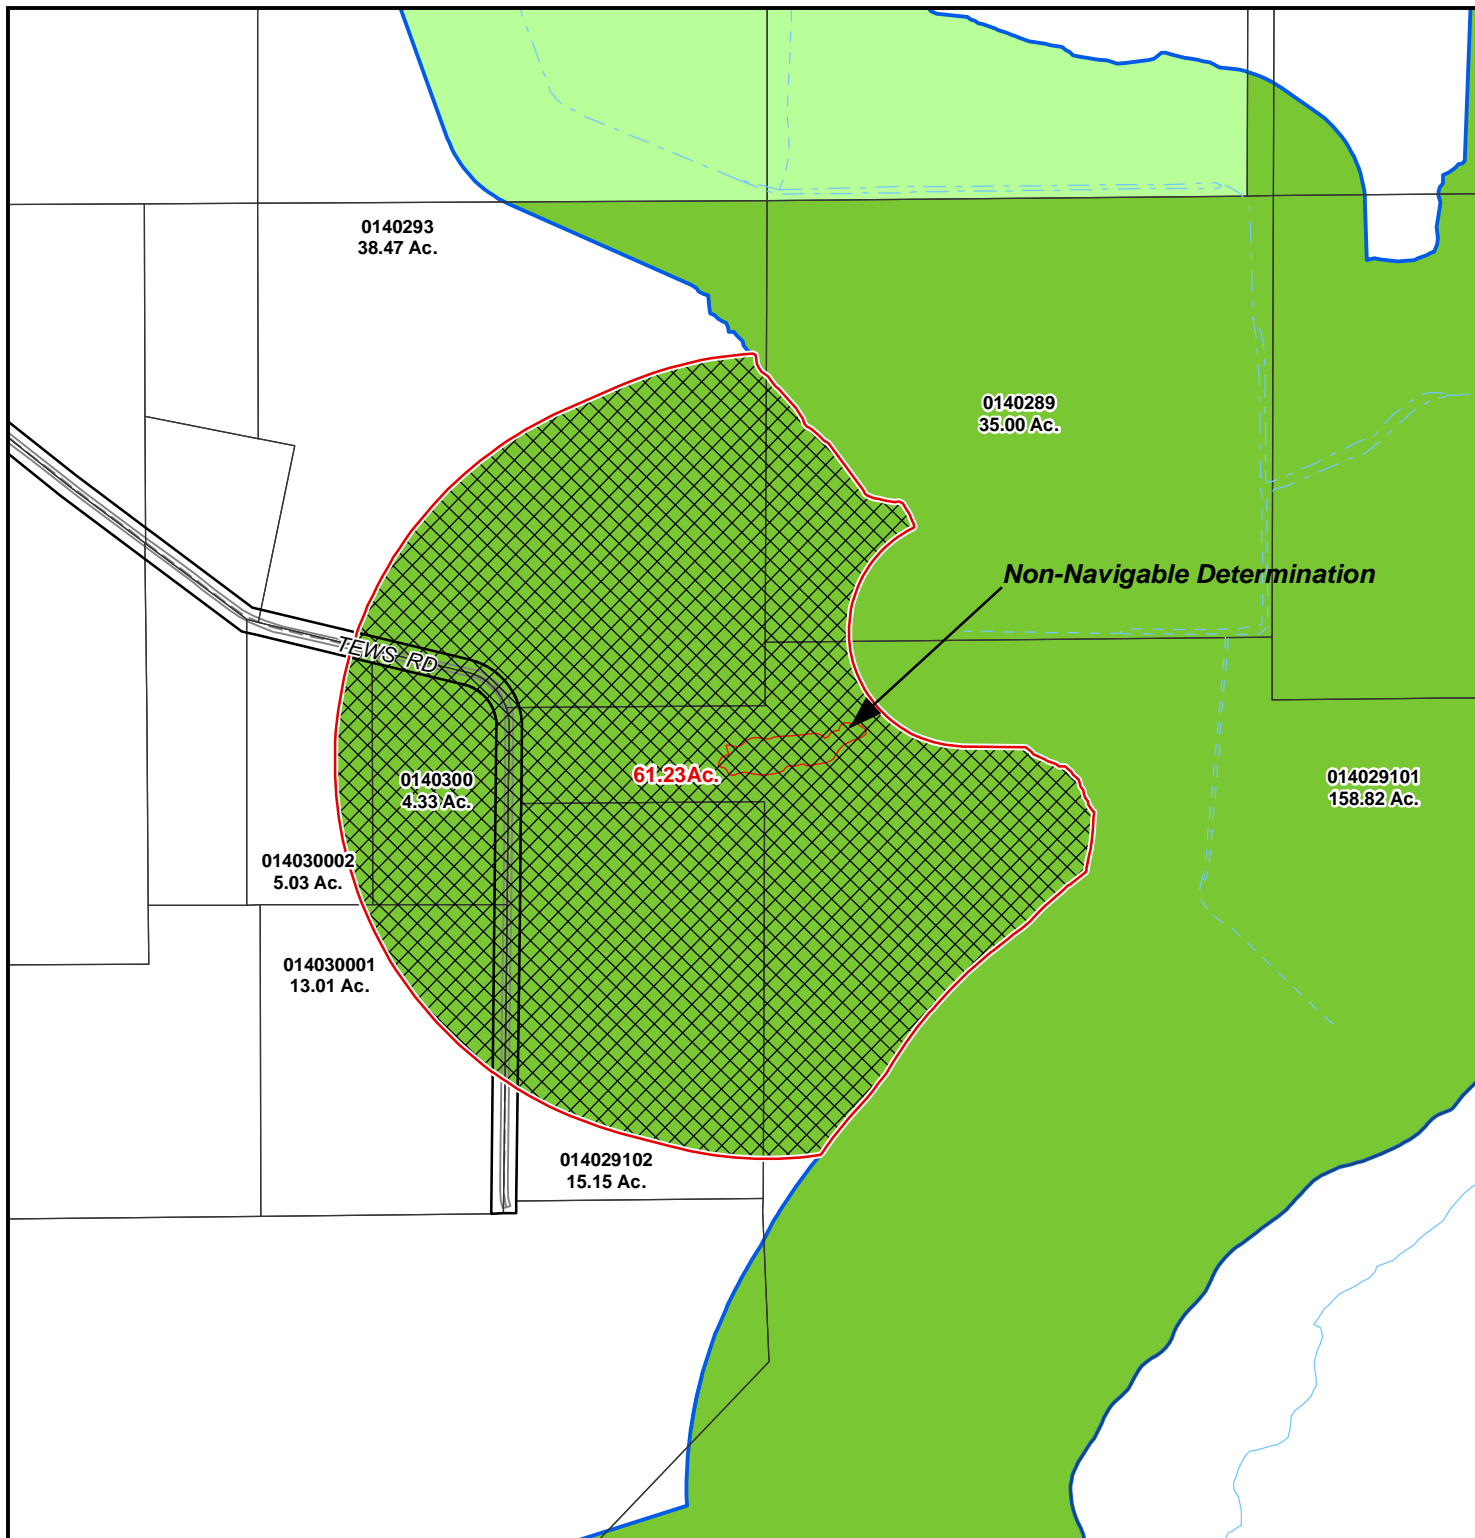 0140293
38.47 Ac.
0140289
35.00 Ac.
Non-Navigable Determination
TEWS RD
61.23Ac.
0140300
4.33 Ac.
014029101
158.82 Ac.
014030002
5.03 Ac.
014030001
13.01 Ac.
014029102
15.15 Ac.